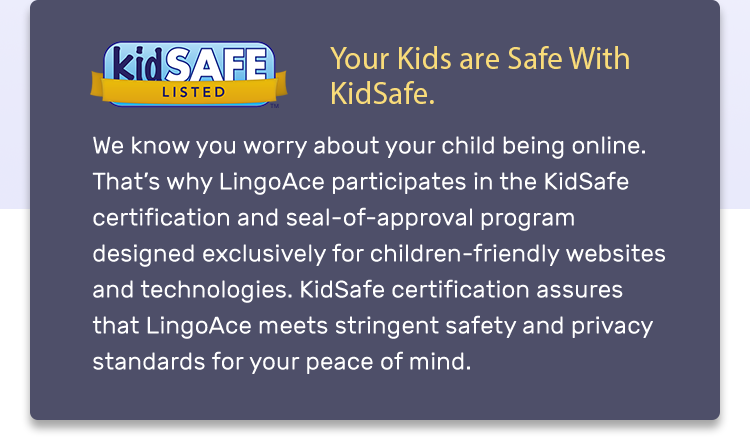 kidSAFE
LISTED
TM
Your Kids are Safe With
KidSafe.
We know you worry about your child being online.
That's why LingoAce participates in the KidSafe
certification and seal-of-approval program
designed exclusively for children-friendly websites
and technologies. KidSafe certification assures
that LingoAce meets stringent safety and privacy
standards for your peace of mind.